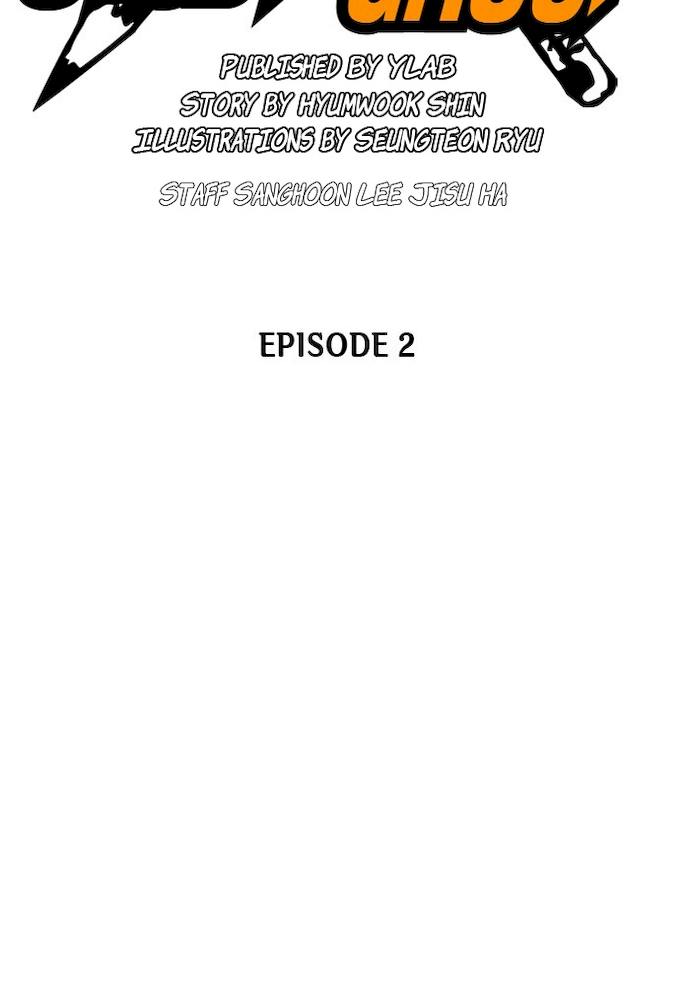 PUBLISHED BY YLAB
STORY BY HYUMWOOK SHIN
ILLUSTRATIONS BY SEUNGTEON RYU
STAFF SANGHOON LEE JISU HA
EPISODE 2